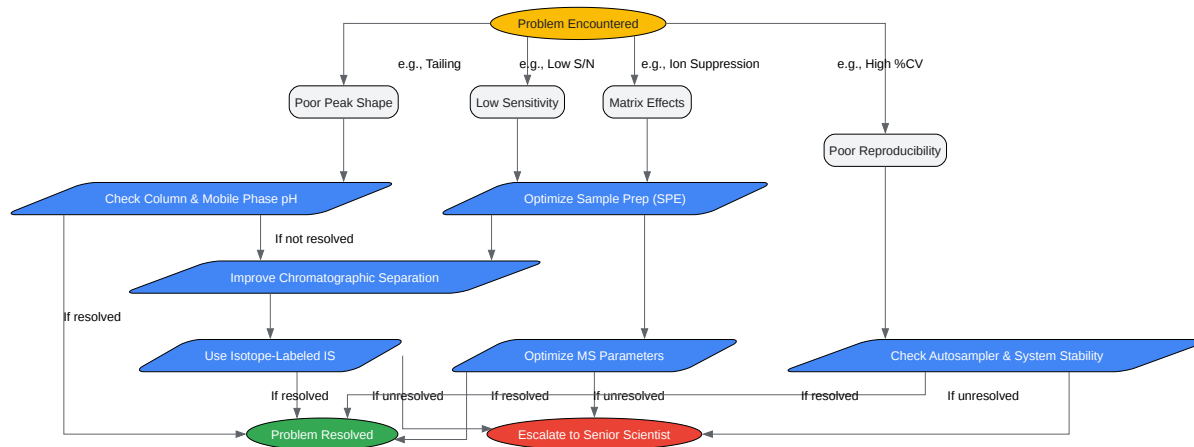 Problem Encountered
e.g., Tailing
e.g., Low S/N
e.g., Ion Suppression
e.g., High %CV
Poor Peak Shape
Low Sensitivity
Matrix Effects
Poor Reproducibility
Check Column & Mobile Phase pH
Optimize Sample Prep (SPE)
If not resolved
Improve Chromatographic Separation
If resolved
Use Isotope-Labeled IS
Optimize MS Parameters
Check Autosampler & System Stability
If resolved
If unresolved
If resolved
If unresolved
If resolved
If unresolved
Problem Resolved
Escalate to Senior Scientist